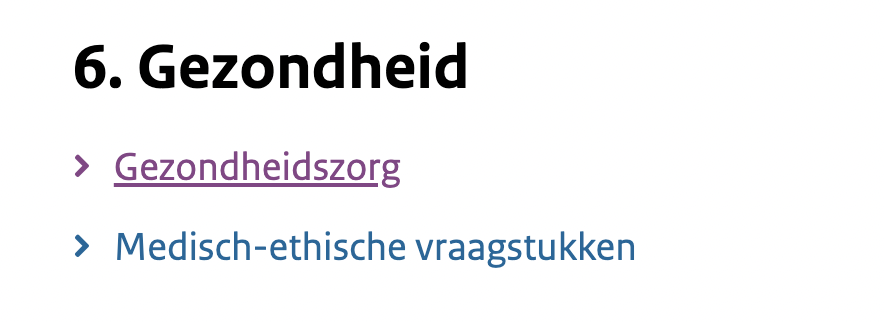 6. Gezondheid
Gezondheidszorg
Medisch-ethische vraagstukken